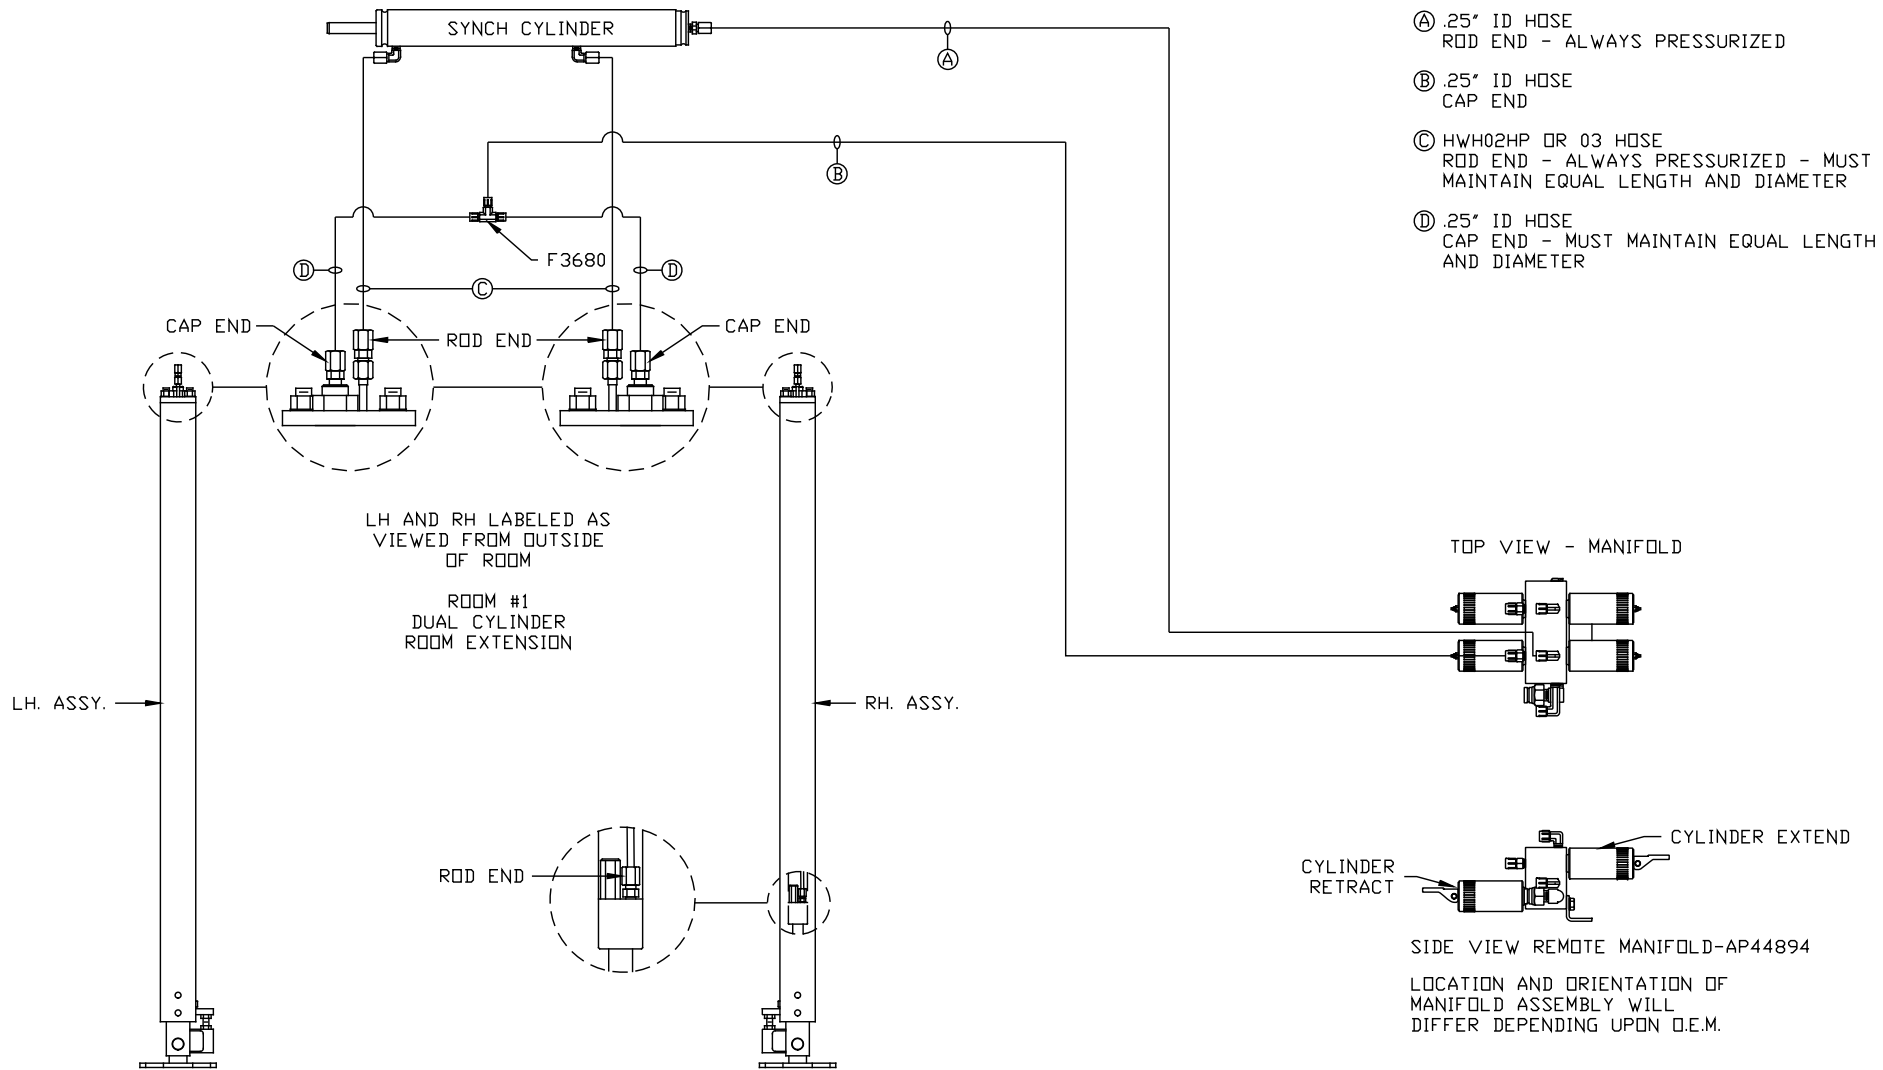 SYNCH CYLINDER
A
B
F3680
D
D
C
CAP END
ROD END
CAP END
LH AND RH LABELED AS
VIEWED FROM OUTSIDE
OF ROOM
ROOM #1
DUAL CYLINDER
ROOM EXTENSION
LH. ASSY.
RH. ASSY.
ROD END
A .25" ID HOSE
ROD END - ALWAYS PRESSURIZED
B .25" ID HOSE
CAP END
C HWH02HP OR 03 HOSE
ROD END - ALWAYS PRESSURIZED - MUST
MAINTAIN EQUAL LENGTH AND DIAMETER
D .25" ID HOSE
CAP END - MUST MAINTAIN EQUAL LENGTH
AND DIAMETER
TOP VIEW - MANIFOLD
CYLINDER EXTEND
CYLINDER
RETRACT
SIDE VIEW REMOTE MANIFOLD-AP44894
LOCATION AND ORIENTATION OF
MANIFOLD ASSEMBLY WILL
DIFFER DEPENDING UPON O.E.M.